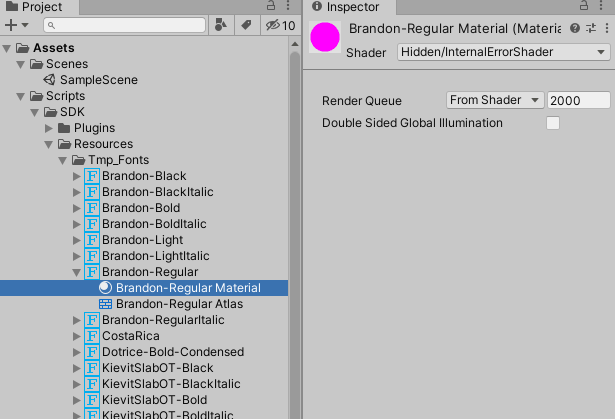 Project
10
Assets
Scenes
SampleScene
Scripts
SDK
Plugins
Resources
Tmp_Fonts
Brandon-Black
Brandon-BlackItalic
Brandon-Bold
Brandon-BoldItalic
Brandon-Light
Brandon-LightItalic
Brandon-Regular
Brandon-Regular Material
Brandon-Regular Atlas
Brandon-RegularItalic
CostaRica
Dotrice-Bold-Condensed
KievitSlabOT-Black
KievitSlabOT-BlackItalic
KievitSlabOT-Bold
KievitSlabOT-BoldItalic
Inspector
Brandon-Regular Material (Materia
Shader Hidden/InternalErrorShader
Render Queue From Shader 2000
Double Sided Global Illumination